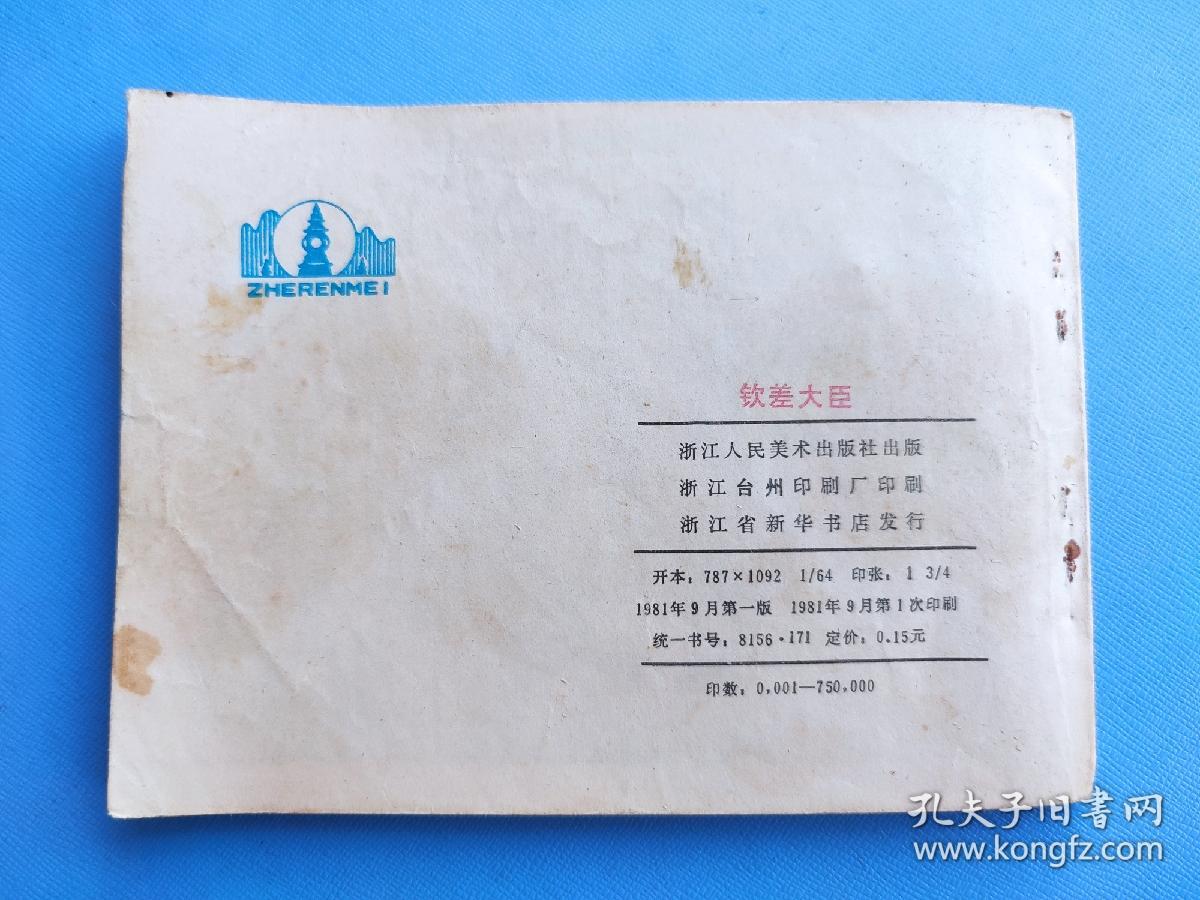 ZHERENMEI
钦差大臣
浙江人民美术出版社出版
浙江台州印刷厂印刷
浙江省新华书店发行
开本：787×1092 1/64 印张：1 3/4
1981年9月第一版 1981年9月第1次印刷
统一书号：8156·171 定价：0.15元
印数：0,001—750,000
孔夫子旧書网
www.kongfz.com